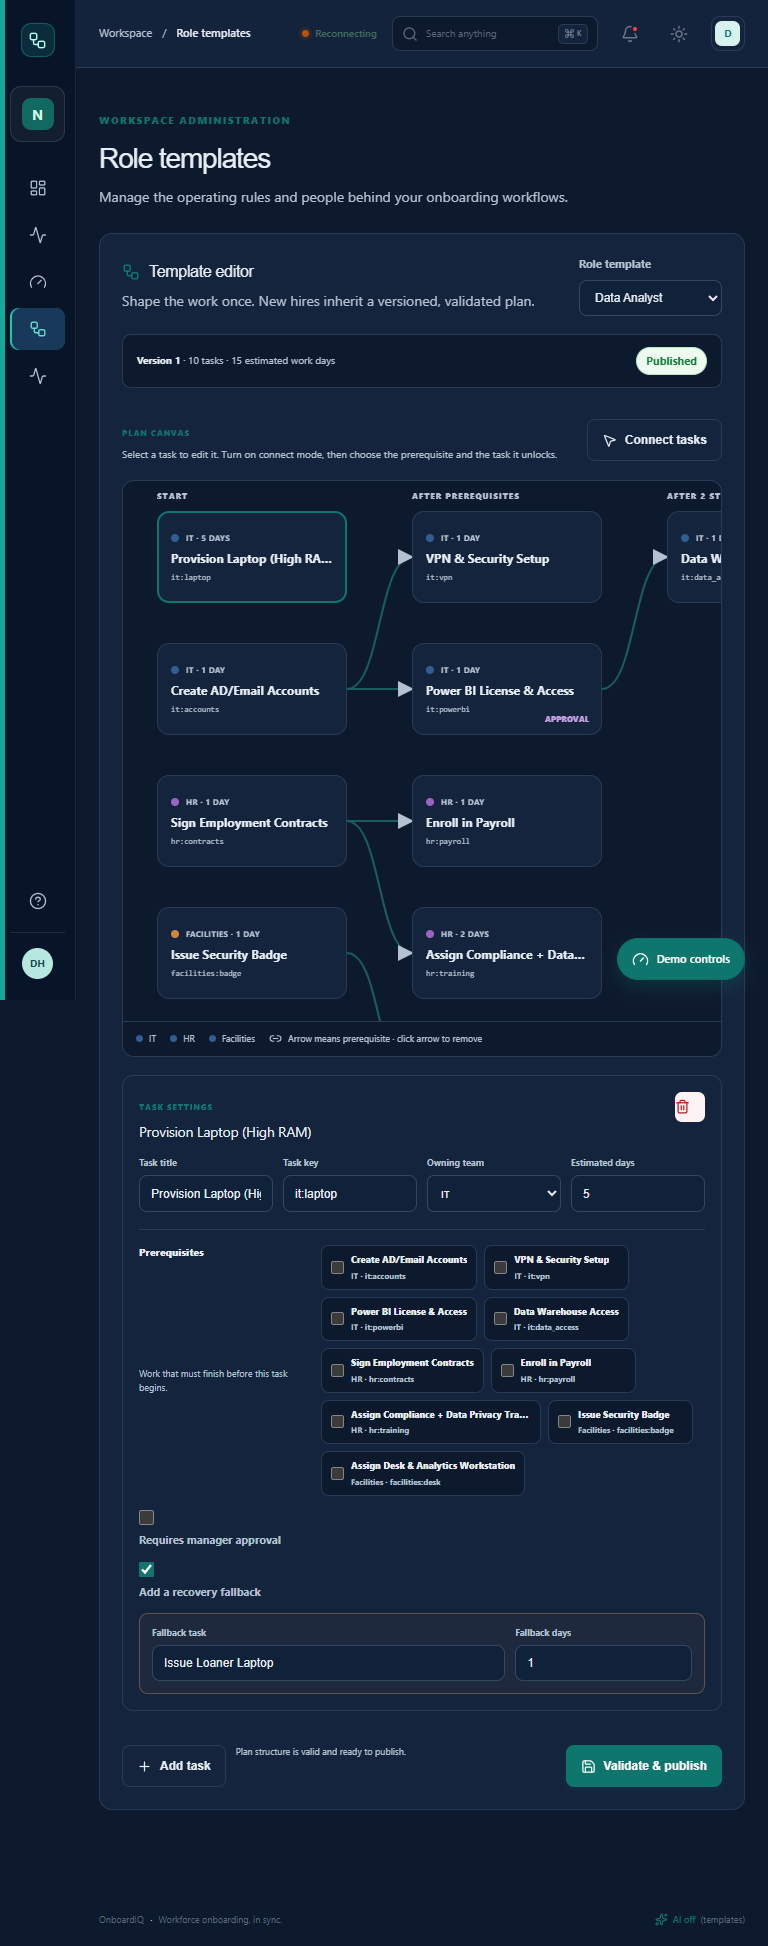 Workspace / Role templates
Reconnecting
Search anything
⌘ K
D
N
WORKSPACE ADMINISTRATION
Role templates
Manage the operating rules and people behind your onboarding workflows.
Template editor
Shape the work once. New hires inherit a versioned, validated plan.
Role template
Data Analyst
Version 1 · 10 tasks · 15 estimated work days
Published
PLAN CANVAS
Select a task to edit it. Turn on connect mode, then choose the prerequisite and the task it unlocks.
Connect tasks
START
AFTER PREREQUISITES
AFTER 2 ST
IT · 5 DAYS
Provision Laptop (High RA...
it:laptop
IT · 1 DAY
VPN & Security Setup
it:vpn
IT · 1
Data W
it:data_a
IT · 1 DAY
Create AD/Email Accounts
it:accounts
IT · 1 DAY
Power BI License & Access
it:powerbi
APPROVAL
HR · 1 DAY
Sign Employment Contracts
hr:contracts
HR · 1 DAY
Enroll in Payroll
hr:payroll
FACILITIES · 1 DAY
Issue Security Badge
facilities:badge
HR · 2 DAYS
Assign Compliance + Data...
hr:training
Demo controls
DH
IT
HR
Facilities
Arrow means prerequisite · click arrow to remove
TASK SETTINGS
Provision Laptop (High RAM)
Task title
Task key
Owning team
Estimated days
Provision Laptop (Hi
it:laptop
IT
5
Prerequisites
Work that must finish before this task
begins.
Create AD/Email Accounts
IT · it:accounts
VPN & Security Setup
IT · it:vpn
Power BI License & Access
IT · it:powerbi
Data Warehouse Access
IT · it:data_access
Sign Employment Contracts
HR · hr:contracts
Enroll in Payroll
HR · hr:payroll
Assign Compliance + Data Privacy Tra...
HR · hr:training
Issue Security Badge
Facilities · facilities:badge
Assign Desk & Analytics Workstation
Facilities · facilities:desk
Requires manager approval
Add a recovery fallback
Fallback task
Fallback days
Issue Loaner Laptop
1
Add task
Plan structure is valid and ready to publish.
Validate & publish
OnboardIQ · Workforce onboarding, in sync.
AI off (templates)